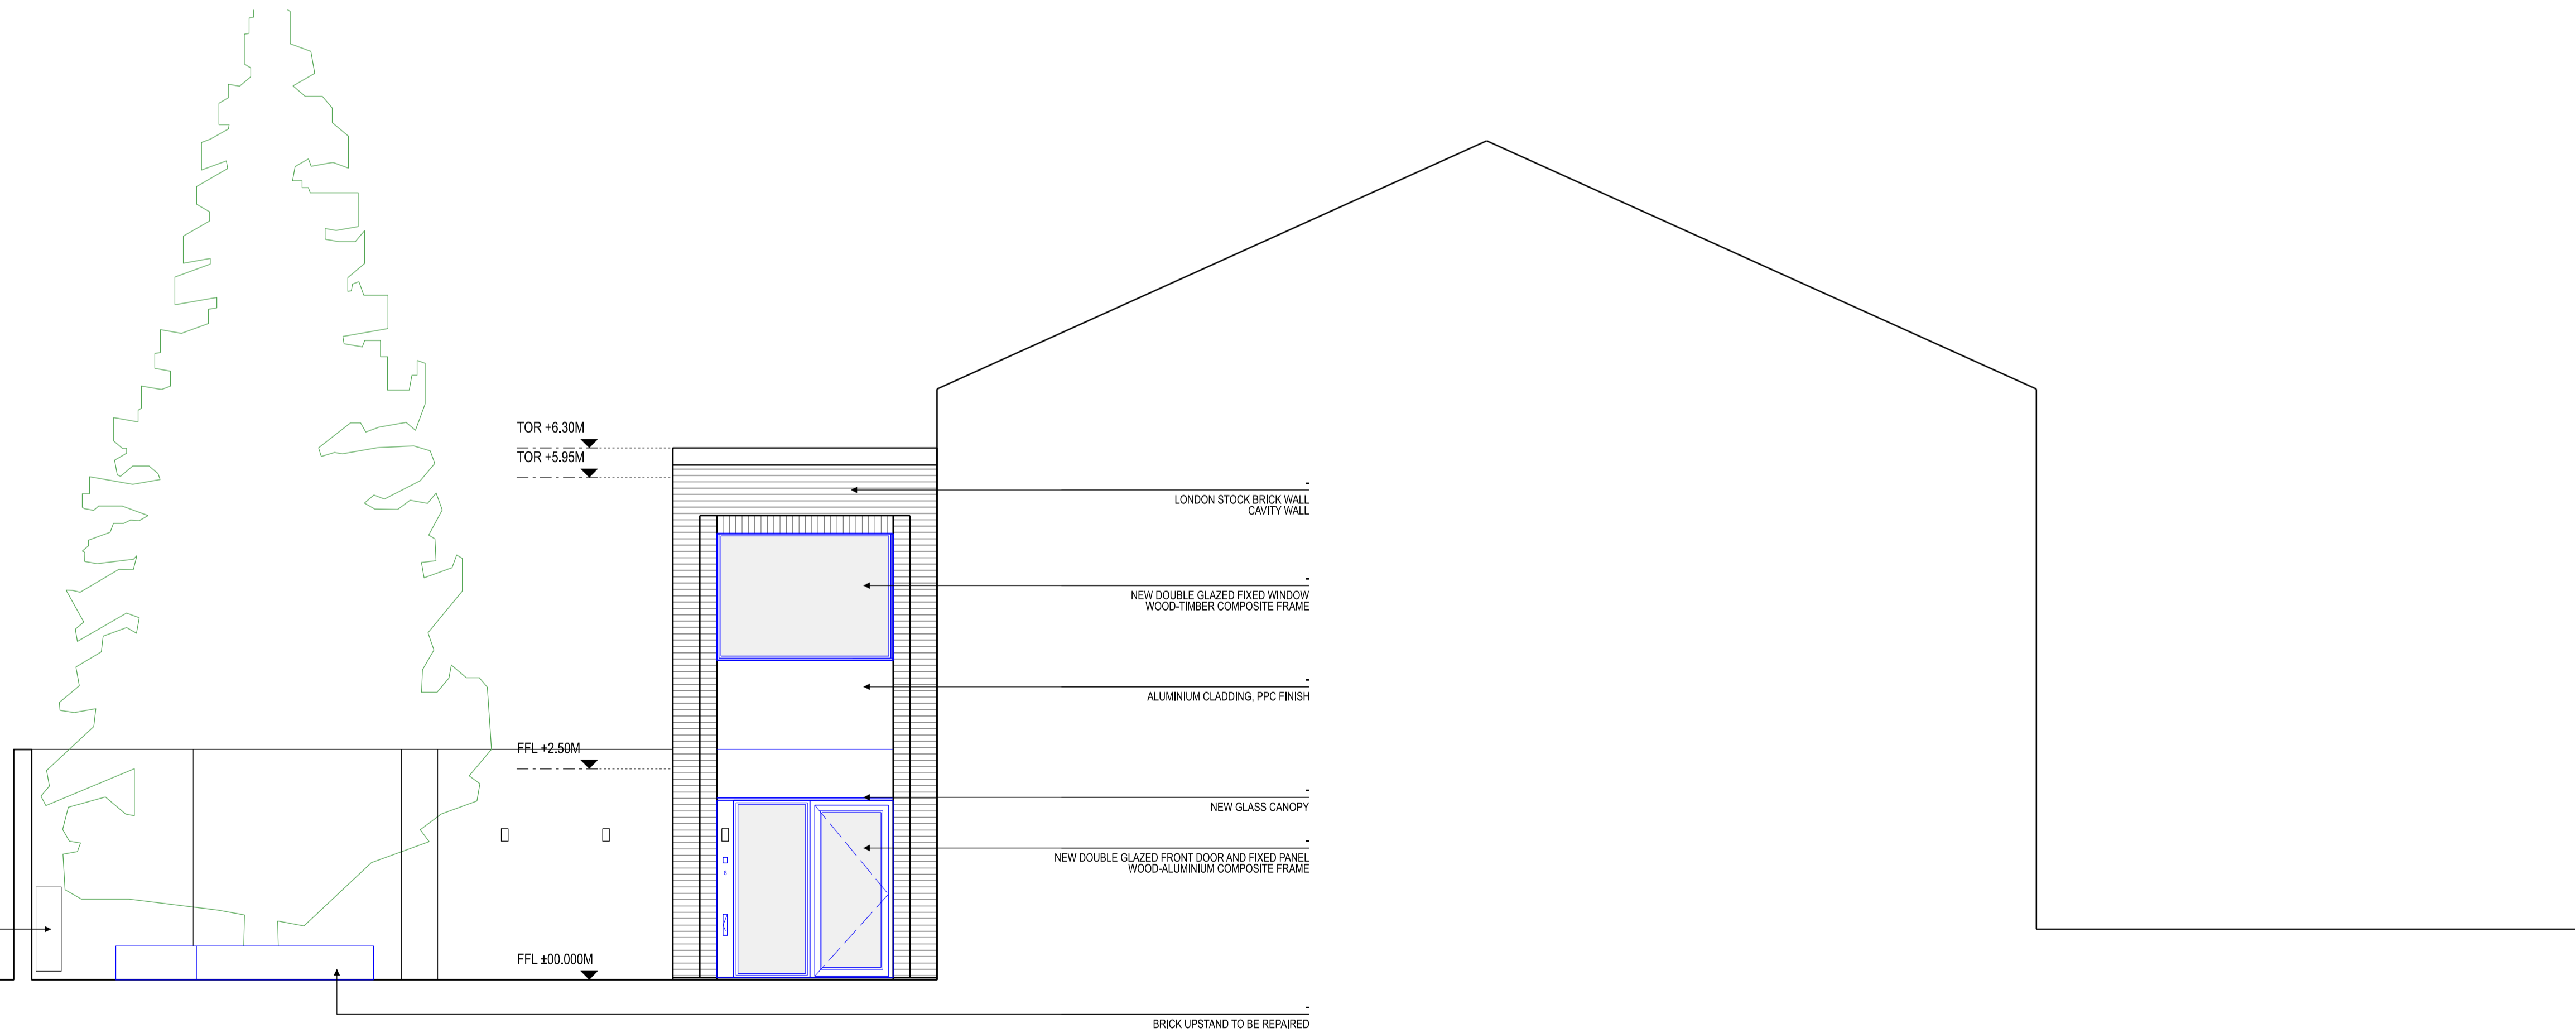 TOR +6.30M
TOR +5.95M
LONDON STOCK BRICK WALL
CAVITY WALL
NEW DOUBLE GLAZED FIXED WINDOW
WOOD-TIMBER COMPOSITE FRAME
ALUMINIUM CLADDING, PPC FINISH
FFL +2.50M
NEW GLASS CANOPY
NEW DOUBLE GLAZED FRONT DOOR AND FIXED PANEL
WOOD-ALUMINIUM COMPOSITE FRAME
FFL ±00.000M
BRICK UPSTAND TO BE REPAIRED